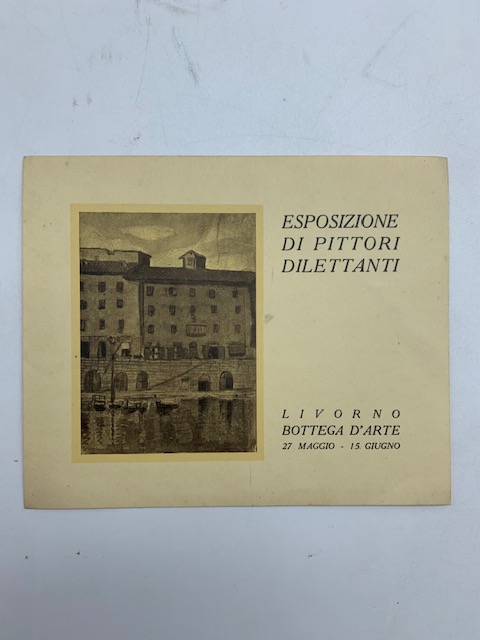 ESPOSIZIONE
DI PITTORI
DILETTANTI
LIVORNO
BOTTEGA D'ARTE
27 MAGGIO - 15. GIUGNO